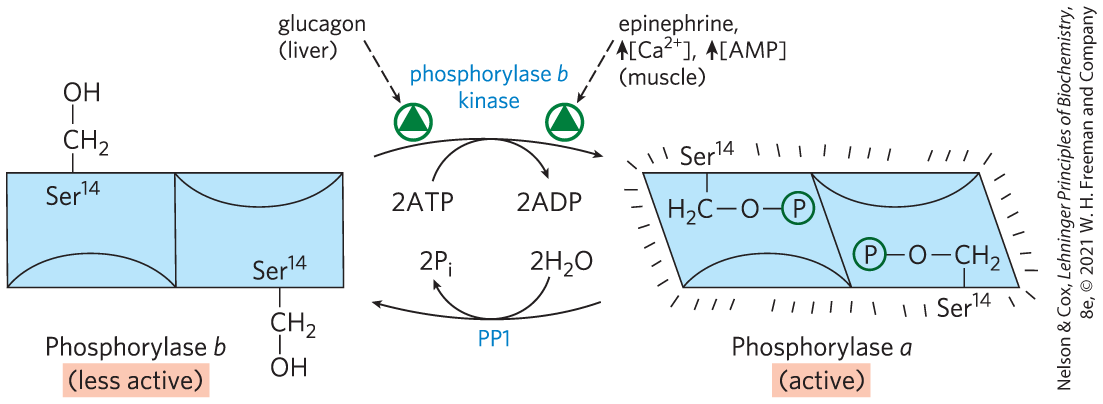 glucagon
(liver)
epinephrine,
[Ca²⁺], [AMP]
(muscle)
phosphorylase b
kinase
OH
CH₂
Ser¹⁴
Ser¹⁴
CH₂
OH
Phosphorylase b
(less active)
2ATP
2ADP
2Pᵢ
2H₂O
PP1
Ser¹⁴
H₂C—O—P
P—O—CH₂
Ser¹⁴
Phosphorylase a
(active)
Nelson & Cox, Lehninger Principles of Biochemistry,
8e, © 2021 W. H. Freeman and Company